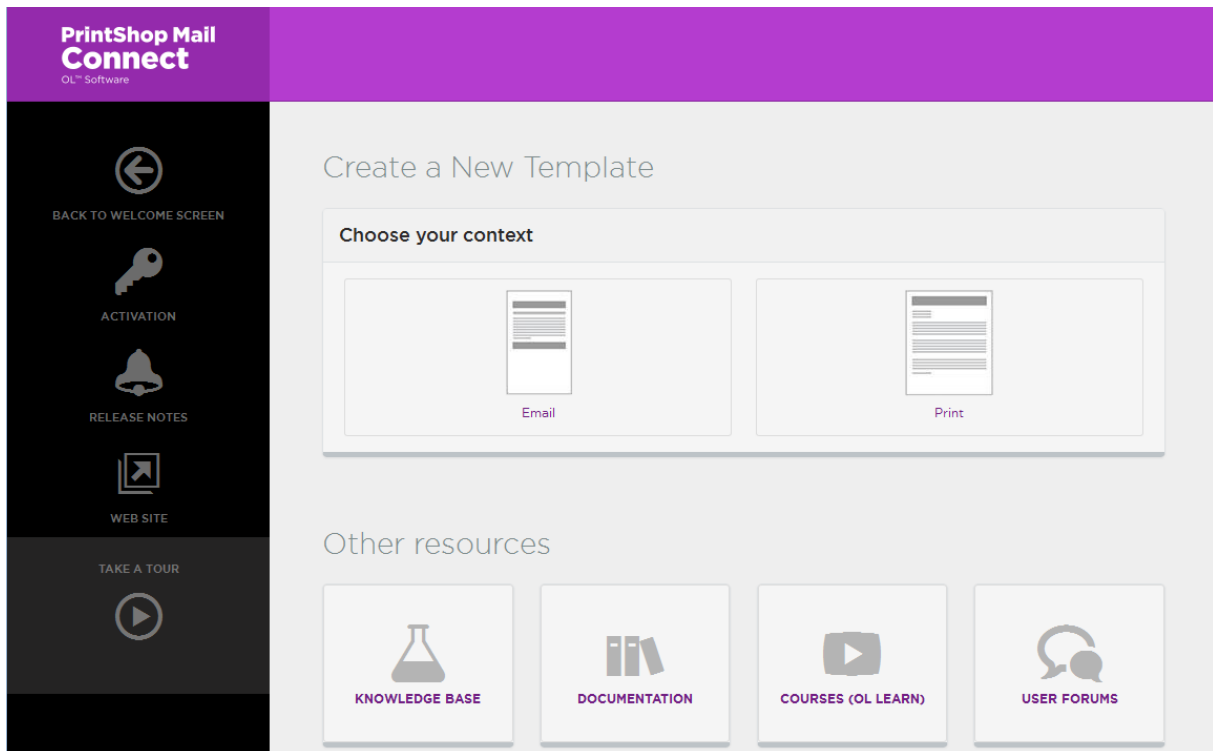 PrintShop Mail
Connect
OL™ Software
BACK TO WELCOME SCREEN
ACTIVATION
RELEASE NOTES
WEB SITE
TAKE A TOUR
Create a New Template
Choose your context
Email
Print
Other resources
KNOWLEDGE BASE
DOCUMENTATION
COURSES (OL LEARN)
USER FORUMS